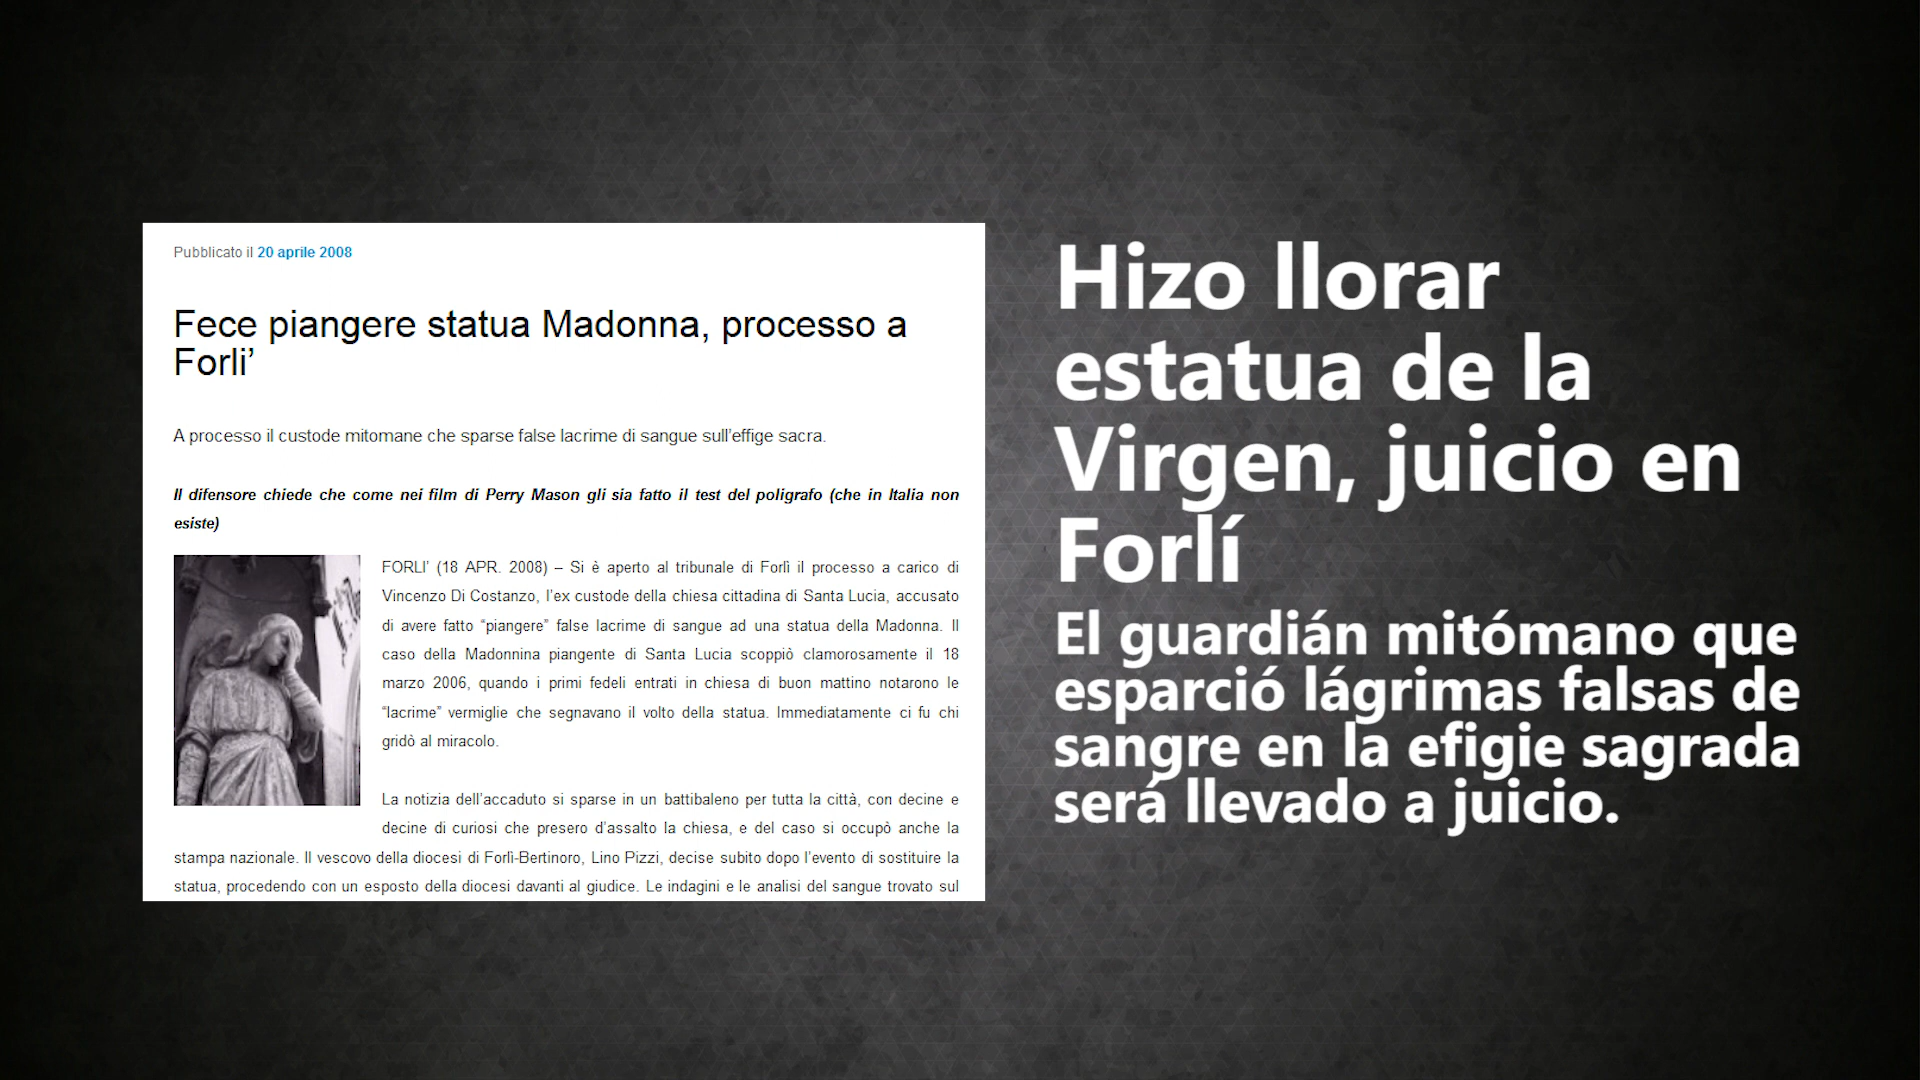 Pubblicato il 20 aprile 2008
Fece piangere statua Madonna, processo a
Forli’
A processo il custode mitomane che sparse false lacrime di sangue sull’effige sacra.
Il difensore chiede che come nei film di Perry Mason gli sia fatto il test del poligrafo (che in Italia non
esiste)
FORLI’ (18 APR. 2008) – Si è aperto al tribunale di Forlì il processo a carico di
Vincenzo Di Costanzo, l’ex custode della chiesa cittadina di Santa Lucia, accusato
di avere fatto “piangere” false lacrime di sangue ad una statua della Madonna. Il
caso della Madonnina piangente di Santa Lucia scoppiò clamorosamente il 18
marzo 2006, quando i primi fedeli entrati in chiesa di buon mattino notarono le
“lacrime” vermiglie che segnavano il volto della statua. Immediatamente ci fu chi
gridò al miracolo.
La notizia dell’accaduto si sparse in un battibaleno per tutta la città, con decine e
decine di curiosi che presero d’assalto la chiesa, e del caso si occupò anche la
stampa nazionale. Il vescovo della diocesi di Forlì-Bertinoro, Lino Pizzi, decise subito dopo l’evento di sostituire la
statua, procedendo con un esposto della diocesi davanti al giudice. Le indagini e le analisi del sangue trovato sul
Hizo llorar
estatua de la
Virgen, juicio en
Forlí
El guardián mitómano que
esparció lágrimas falsas de
sangre en la efigie sagrada
será llevado a juicio.